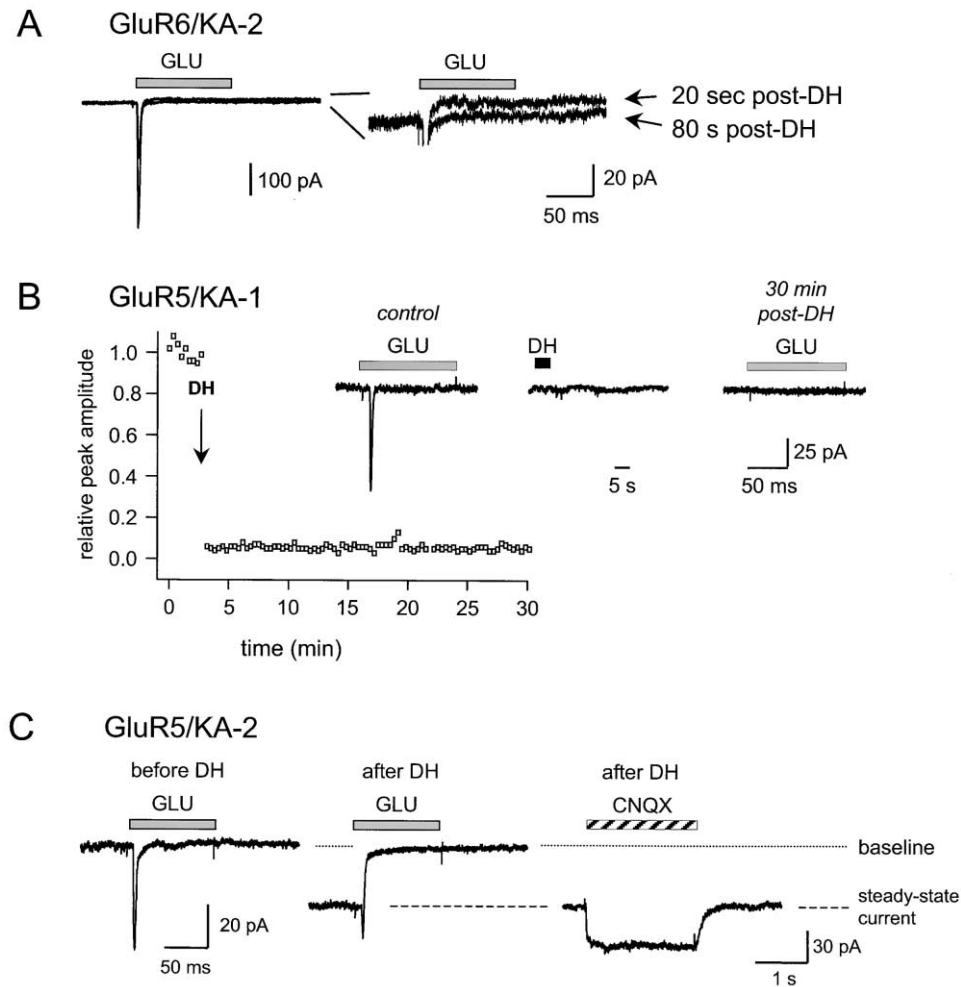 A
GluR6/KA-2
GLU
GLU
20 sec post-DH
80 s post-DH
100 pA
20 pA
50 ms
B
GluR5/KA-1
relative peak amplitude
1.0
0.8
0.6
0.4
0.2
0.0
DH
0
5
10
15
20
25
30
time (min)
control
GLU
DH
5 s
30 min
post-DH
GLU
25 pA
50 ms
C
GluR5/KA-2
before DH
GLU
after DH
GLU
after DH
CNQX
baseline
steady-state
current
20 pA
50 ms
30 pA
1 s